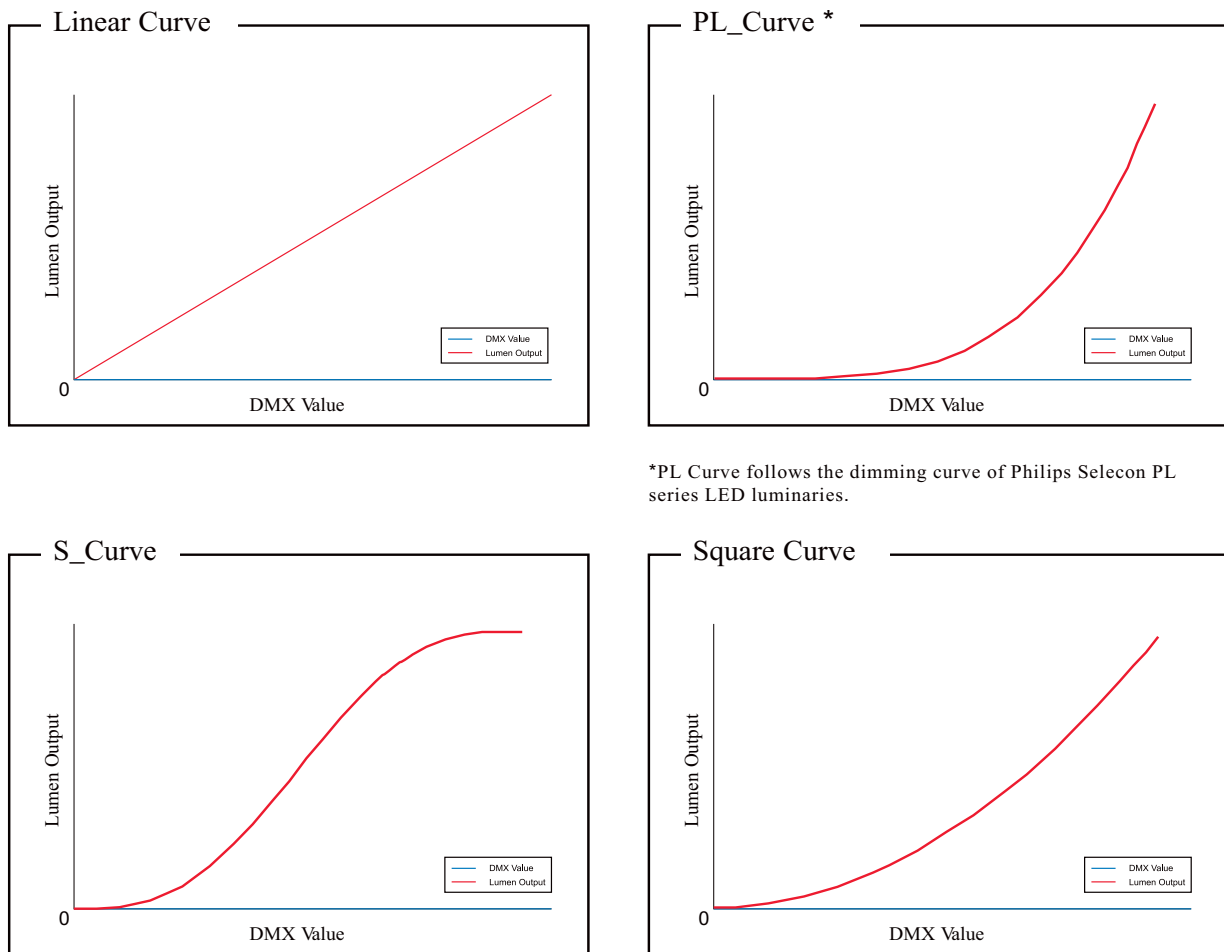 Linear Curve
Lumen Output
DMX Value
Lumen Output
0
DMX Value
PL_Curve *
Lumen Output
DMX Value
Lumen Output
0
DMX Value
*PL Curve follows the dimming curve of Philips Selecon PL
series LED luminaries.
S_Curve
Lumen Output
DMX Value
Lumen Output
0
DMX Value
Square Curve
Lumen Output
DMX Value
Lumen Output
0
DMX Value